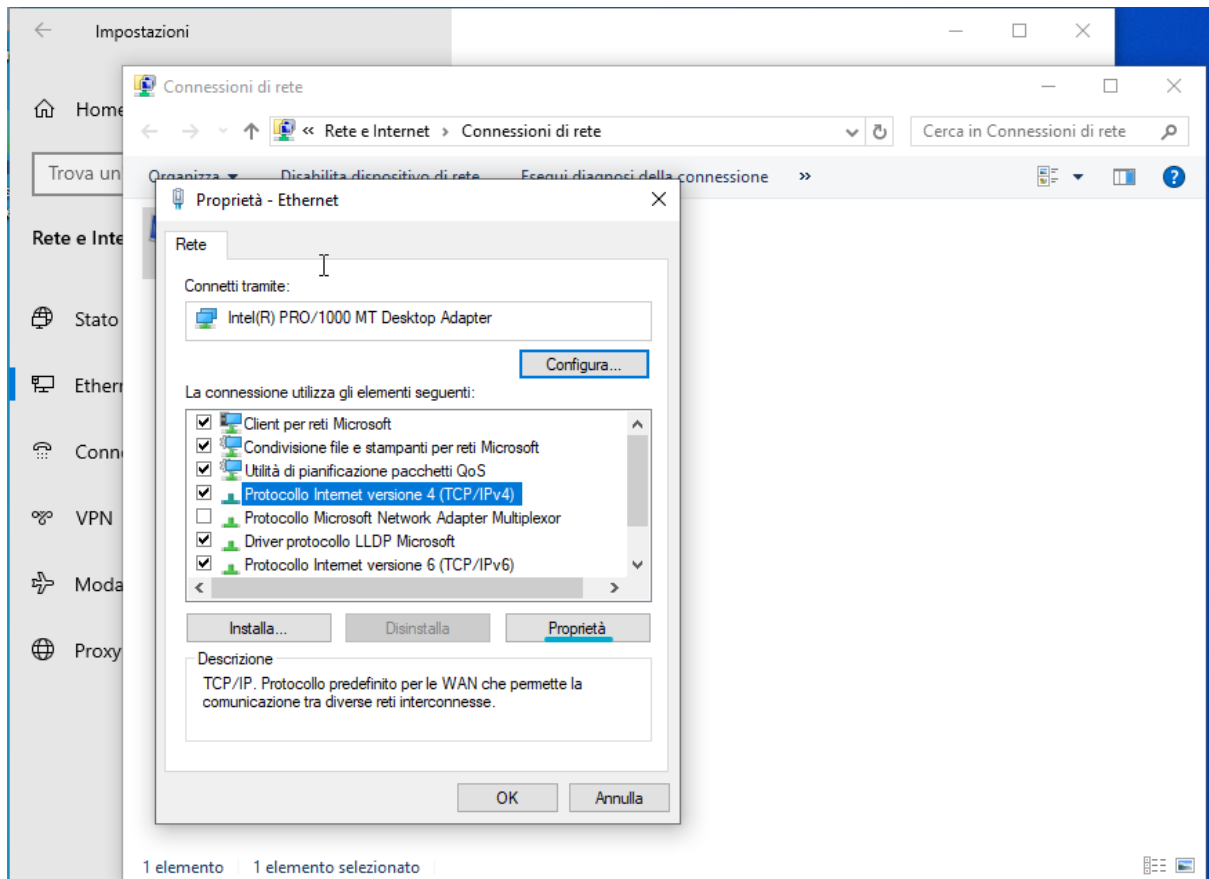 Impostazioni
Connessioni di rete
Home
« Rete e Internet › Connessioni di rete
Cerca in Connessioni di rete
Trova un
Organizza
Disabilita dispositivo di rete
Esegui diagnosi della connessione
»
Proprietà - Ethernet
Rete e Inte
Rete
Connetti tramite:
Stato
Intel(R) PRO/1000 MT Desktop Adapter
Configura...
Ethern
La connessione utilizza gli elementi seguenti:
Client per reti Microsoft
Condivisione file e stampanti per reti Microsoft
Conn
Utilità di pianificazione pacchetti QoS
Protocollo Internet versione 4 (TCP/IPv4)
VPN
Protocollo Microsoft Network Adapter Multiplexor
Driver protocollo LLDP Microsoft
Protocollo Internet versione 6 (TCP/IPv6)
Moda
Installa...
Disinstalla
Proprietà
Proxy
Descrizione
TCP/IP. Protocollo predefinito per le WAN che permette la
comunicazione tra diverse reti interconnesse.
OK
Annulla
1 elemento
1 elemento selezionato